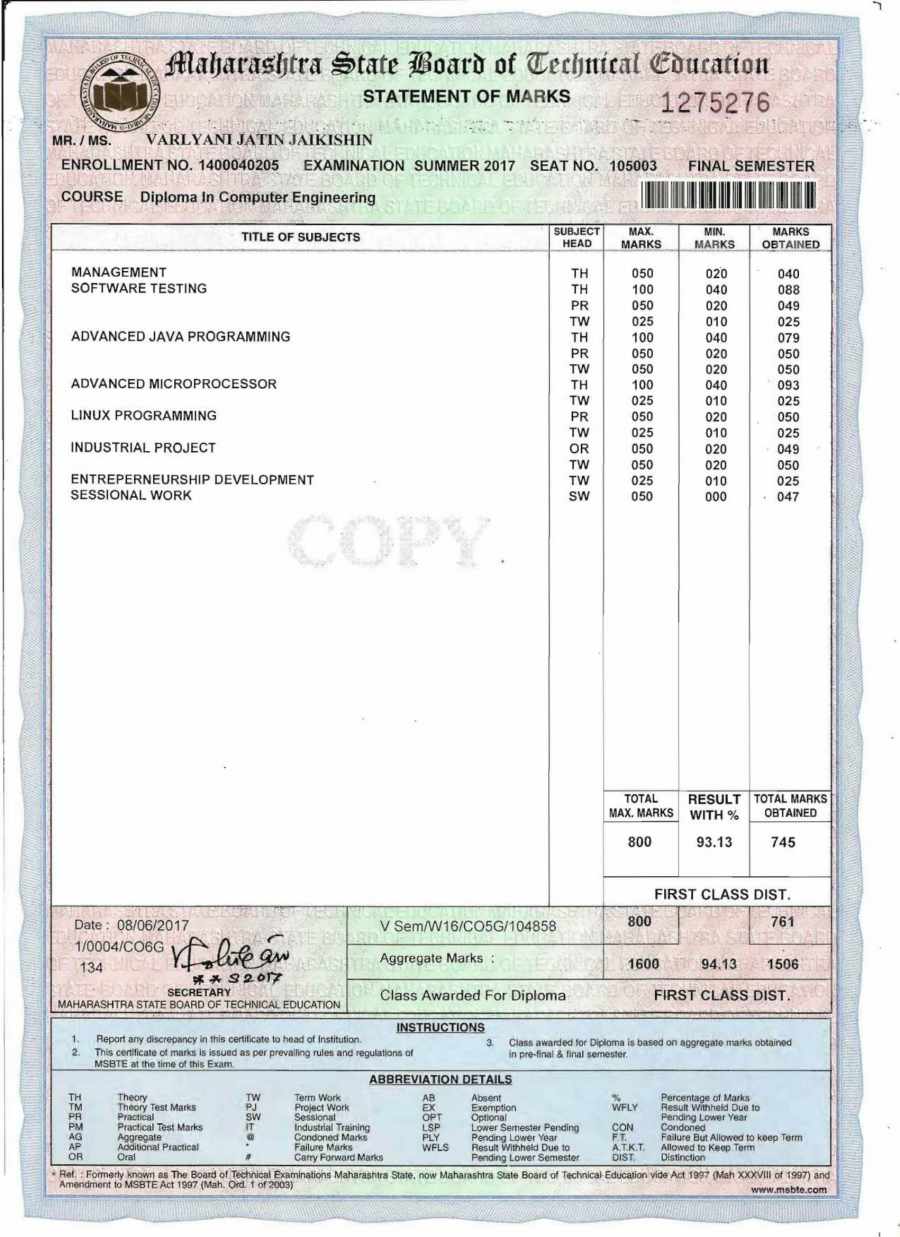 Maharashtra State Board of Technical Education
STATEMENT OF MARKS
1275276
MR. / MS. VARLYANI JATIN JAIKISHIN
ENROLLMENT NO. 1400040205 EXAMINATION SUMMER 2017 SEAT NO. 105003 FINAL SEMESTER
COURSE Diploma In Computer Engineering
TITLE OF SUBJECTS SUBJECT HEAD MAX. MARKS MIN. MARKS MARKS OBTAINED
MANAGEMENT TH 050 020 040
SOFTWARE TESTING TH 100 040 088
PR 050 020 049
TW 025 010 025
ADVANCED JAVA PROGRAMMING TH 100 040 079
PR 050 020 050
TW 050 020 050
ADVANCED MICROPROCESSOR TH 100 040 093
TW 025 010 025
LINUX PROGRAMMING PR 050 020 050
TW 025 010 025
INDUSTRIAL PROJECT OR 050 020 049
TW 050 020 050
ENTREPERNEURSHIP DEVELOPMENT TW 025 010 025
SESSIONAL WORK SW 050 000 047
COPY
TOTAL MAX. MARKS RESULT WITH % TOTAL MARKS OBTAINED
800 93.13 745
FIRST CLASS DIST.
Date : 08/06/2017 V Sem/W16/CO5G/104858 800 761
1/0004/CO6G
134
Aggregate Marks : 1600 94.13 1506
** S2017
SECRETARY
MAHARASHTRA STATE BOARD OF TECHNICAL EDUCATION
Class Awarded For Diploma FIRST CLASS DIST.
INSTRUCTIONS
1. Report any discrepancy in this certificate to head of Institution.
2. This certificate of marks is issued as per prevailing rules and regulations of
MSBTE at the time of this Exam.
3. Class awarded for Diploma is based on aggregate marks obtained
in pre-final & final semester.
ABBREVIATION DETAILS
TH Theory TW Term Work AB Absent % Percentage of Marks
TM Theory Test Marks PJ Project Work EX Exemption WFLY Result Withheld Due to
PR Practical SW Sessional OPT Optional Pending Lower Year
PM Practical Test Marks IT Industrial Training LSP Lower Semester Pending CON Condoned
AG Aggregate @ Condoned Marks PLY Pending Lower Year F.T. Failure But Allowed to keep Term
AP Additional Practical * Failure Marks WFLS Result Withheld Due to A.T.K.T. Allowed to Keep Term
OR Oral # Carry Forward Marks Pending Lower Semester DIST. Distinction
* Ref. : Formerly known as The Board of Technical Examinations Maharashtra State, now Maharashtra State Board of Technical Education vide Act 1997 (Mah XXXVIII of 1997) and
Amendment to MSBTE Act 1997 (Mah. Ord. 1 of 2003)
www.msbte.com